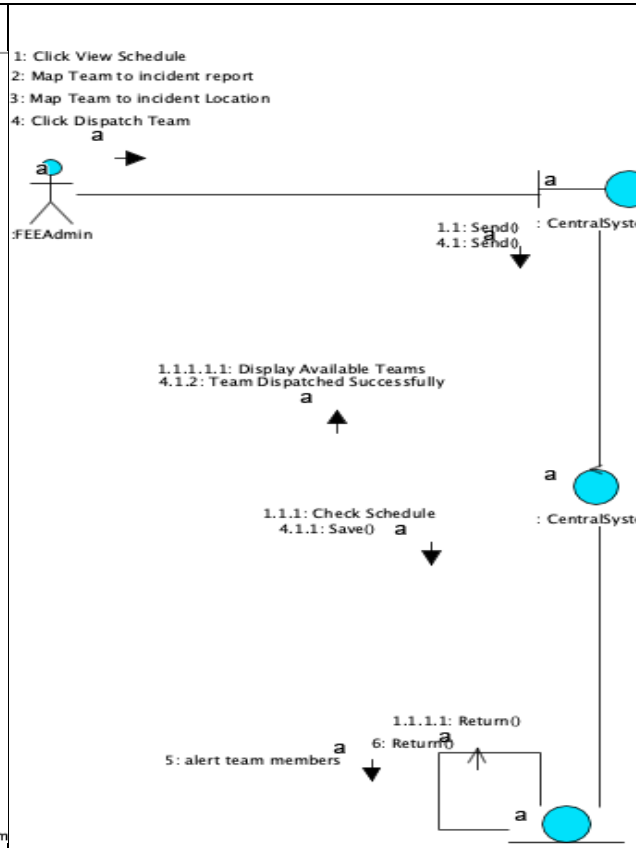 1: Click View Schedule
2: Map Team to incident report
3: Map Team to incident Location
4: Click Dispatch Team
a
a
a
:FEEAdmin
1.1: Send()
: CentralSyste
a
4.1: Send()
1.1.1.1.1: Display Available Teams
4.1.2: Team Dispatched Successfully
a
a
1.1.1: Check Schedule
: CentralSyste
4.1.1: Save()
a
1.1.1.1: Return()
a
6: Return()
a
5: alert team members
a
m